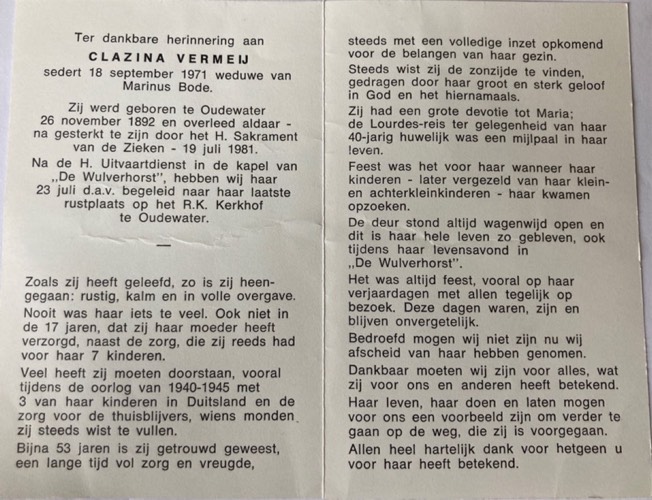 Ter dankbare herinnering aan
CLAZINA VERMEIJ
sedert 18 september 1971 weduwe van
Marinus Bode.
Zij werd geboren te Oudewater
26 november 1892 en overleed aldaar -
na gesterkt te zijn door het H. Sakrament
van de Zieken - 19 juli 1981.
Na de H. Uitvaartdienst in de kapel van
„De Wulverhorst", hebben wij haar
23 juli d.a.v. begeleid naar haar laatste
rustplaats op het R.K. Kerkhof
te Oudewater.
—
Zoals zij heeft geleefd, zo is zij heen-
gegaan: rustig, kalm en in volle overgave.
Nooit was haar iets te veel. Ook niet in
de 17 jaren, dat zij haar moeder heeft
verzorgd, naast de zorg, die zij reeds had
voor haar 7 kinderen.
Veel heeft zij moeten doorstaan, vooral
tijdens de oorlog van 1940-1945 met
3 van haar kinderen in Duitsland en de
zorg voor de thuisblijvers, wiens monden
zij steeds wist te vullen.
Bijna 53 jaren is zij getrouwd geweest,
een lange tijd vol zorg en vreugde,
steeds met een volledige inzet opkomend
voor de belangen van haar gezin.
Steeds wist zij de zonzijde te vinden,
gedragen door haar groot en sterk geloof
in God en het hiernamaals.
Zij had een grote devotie tot Maria;
de Lourdes-reis ter gelegenheid van haar
40-jarig huwelijk was een mijlpaal in haar
leven.
Feest was het voor haar wanneer haar
kinderen - later vergezeld van haar klein-
en achterkleinkinderen - haar kwamen
opzoeken.
De deur stond altijd wagenwijd open en
dit is haar hele leven zo gebleven, ook
tijdens haar levensavond in
„De Wulverhorst".
Het was altijd feest, vooral op haar
verjaardagen met allen tegelijk op
bezoek. Deze dagen waren, zijn en
blijven onvergetelijk.
Bedroefd mogen wij niet zijn nu wij
afscheid van haar hebben genomen.
Dankbaar moeten wij zijn voor alles, wat
zij voor ons en anderen heeft betekend.
Haar leven, haar doen en laten mogen
voor ons een voorbeeld zijn om verder te
gaan op de weg, die zij is voorgegaan.
Allen heel hartelijk dank voor hetgeen u
voor haar heeft betekend.